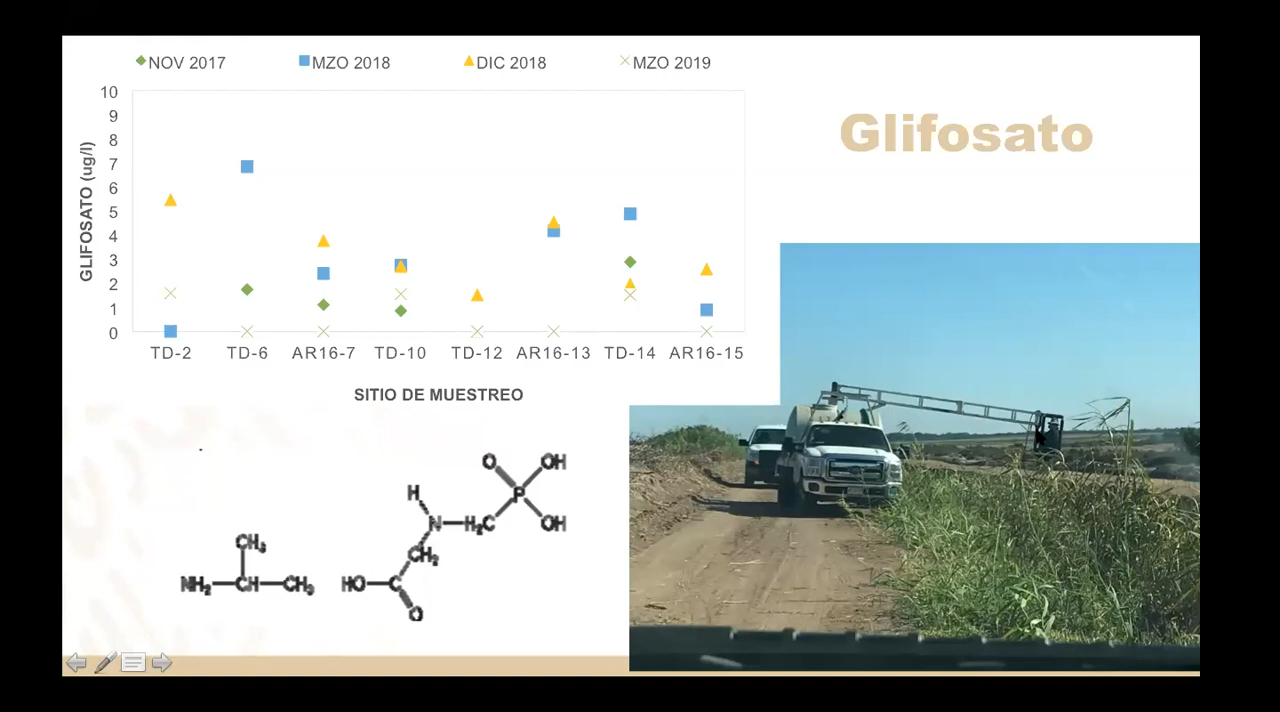 NOV 2017 MZO 2018 DIC 2018 MZO 2019
Glifosato
GLIFOSATO (ug/l)
10
9
8
7
6
5
4
3
2
1
0
TD-2 TD-6 AR16-7 TD-10 TD-12 AR16-13 TD-14 AR16-15
SITIO DE MUESTREO
O OH
H P
N H₂C OH
CH₃ CH₂
NH₂ CH CH₃ HO C
O